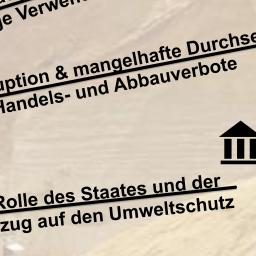 ge Verwen
uption & mangelhafte Durchse
Handels- und Abbauverbote
Rolle des Staates und der
zug auf den Umweltschutz